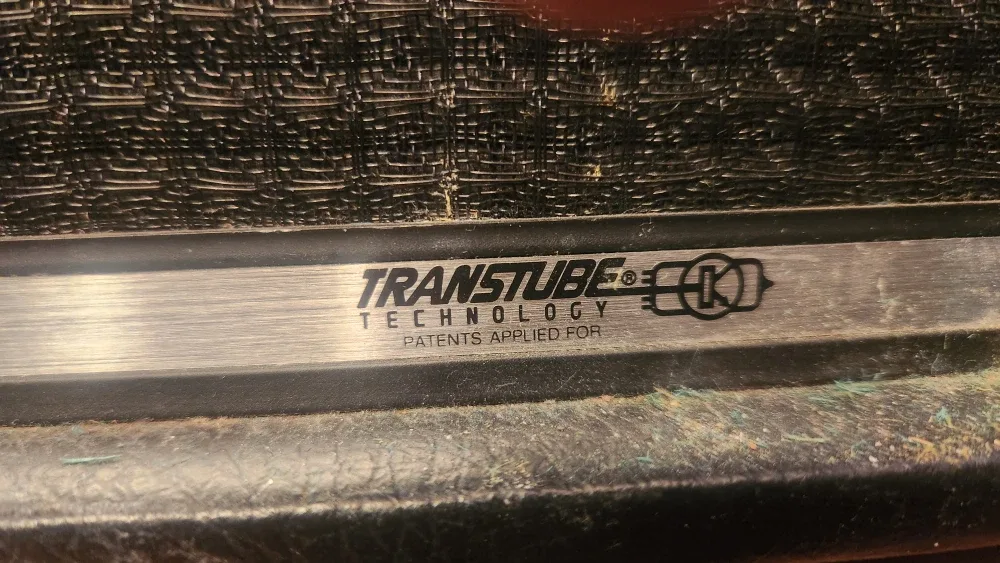 TRANSTUBE® K
TECHNOLOGY
PATENTS APPLIED FOR